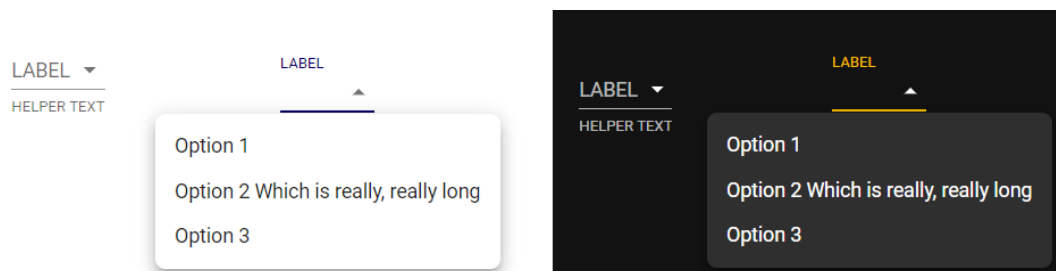 LABEL
HELPER TEXT
LABEL
Option 1
Option 2 Which is really, really long
Option 3
LABEL
HELPER TEXT
LABEL
Option 1
Option 2 Which is really, really long
Option 3